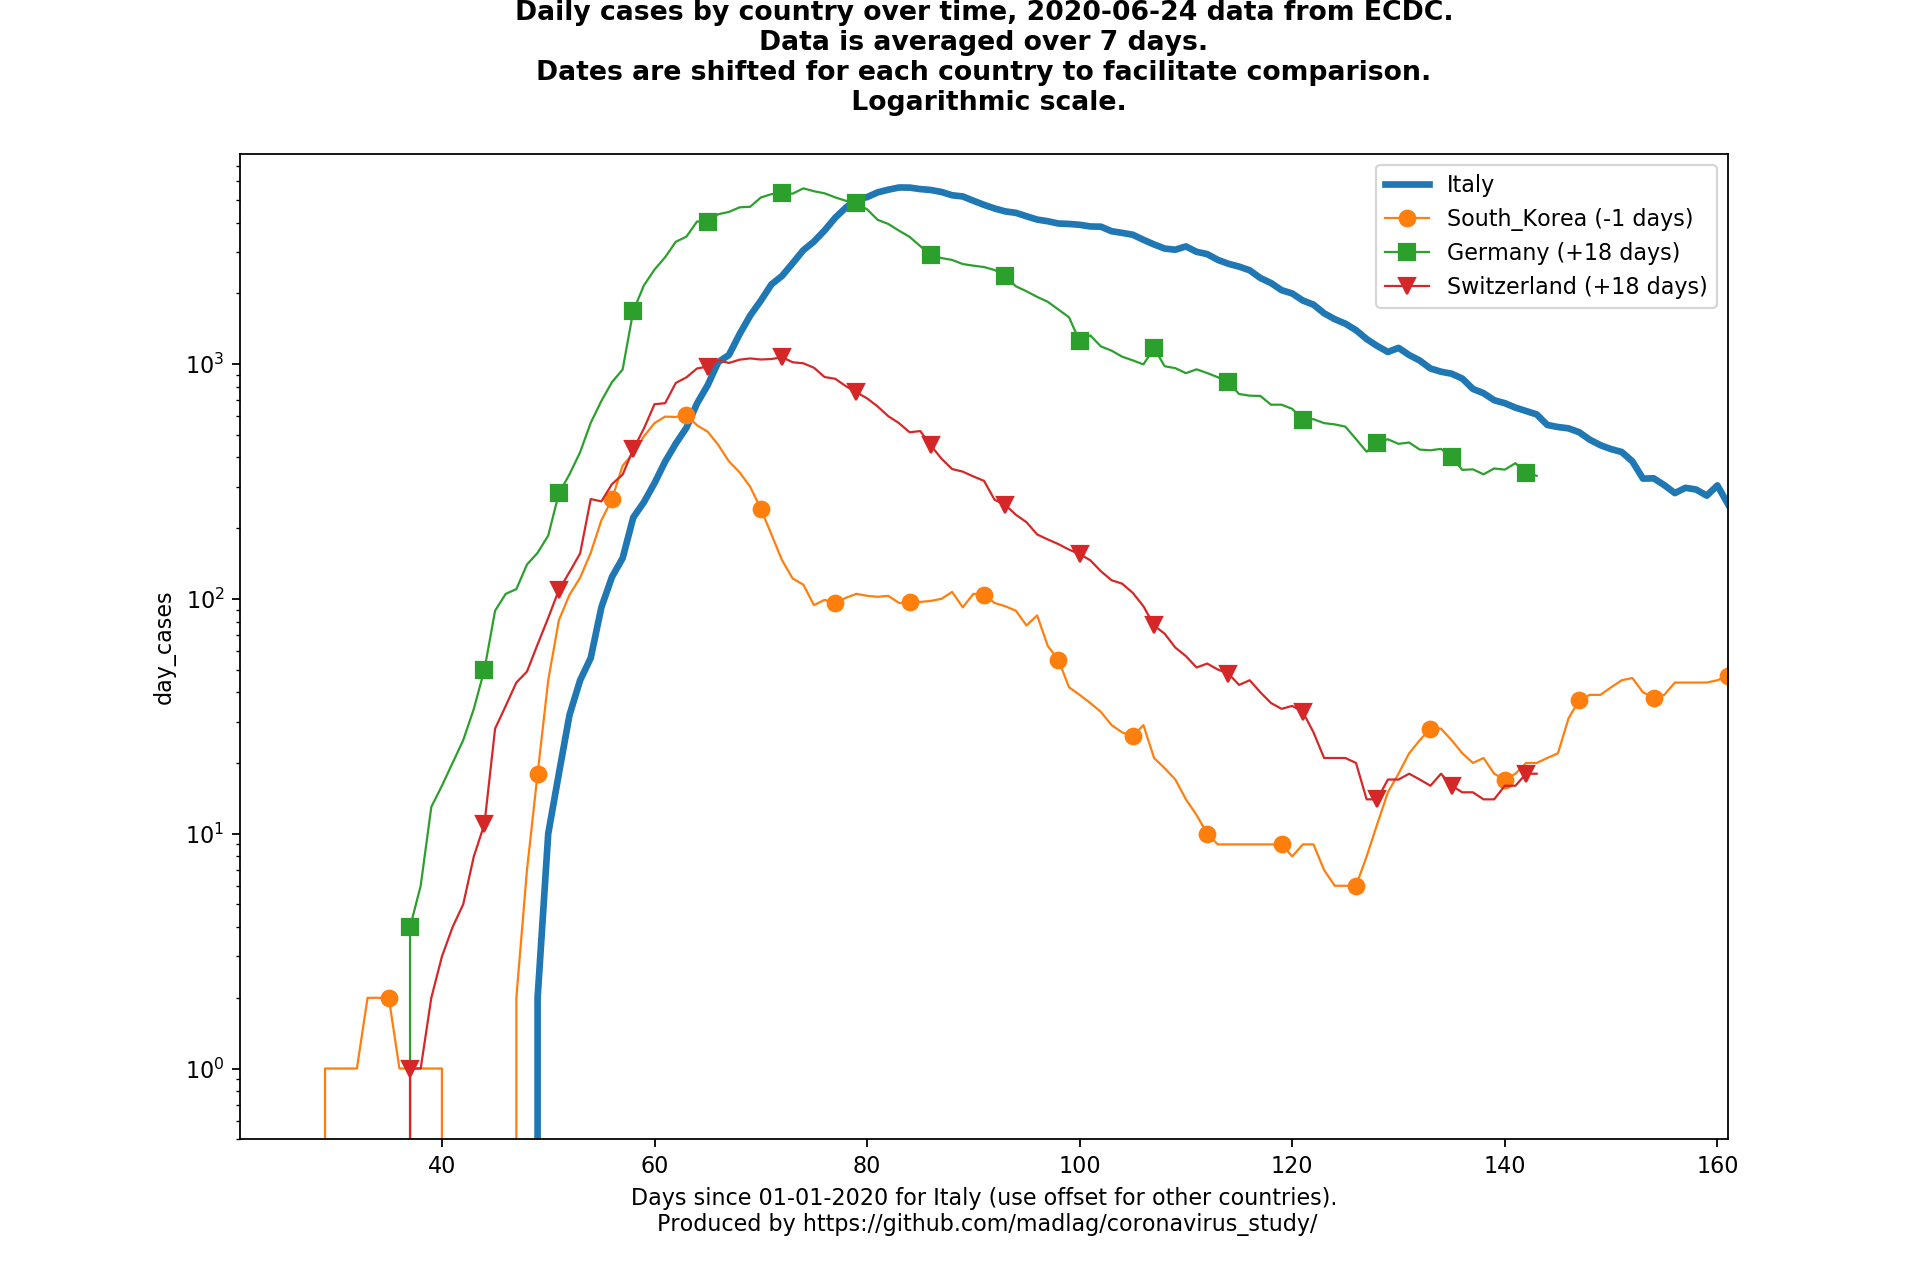 Daily cases by country over time, 2020-06-24 data from ECDC.
Data is averaged over 7 days.
Dates are shifted for each country to facilitate comparison.
Logarithmic scale.
Italy
South_Korea (-1 days)
Germany (+18 days)
Switzerland (+18 days)
day_cases
10³
10²
10¹
10⁰
40 60 80 100 120 140 160
Days since 01-01-2020 for Italy (use offset for other countries).
Produced by https://github.com/madlag/coronavirus_study/